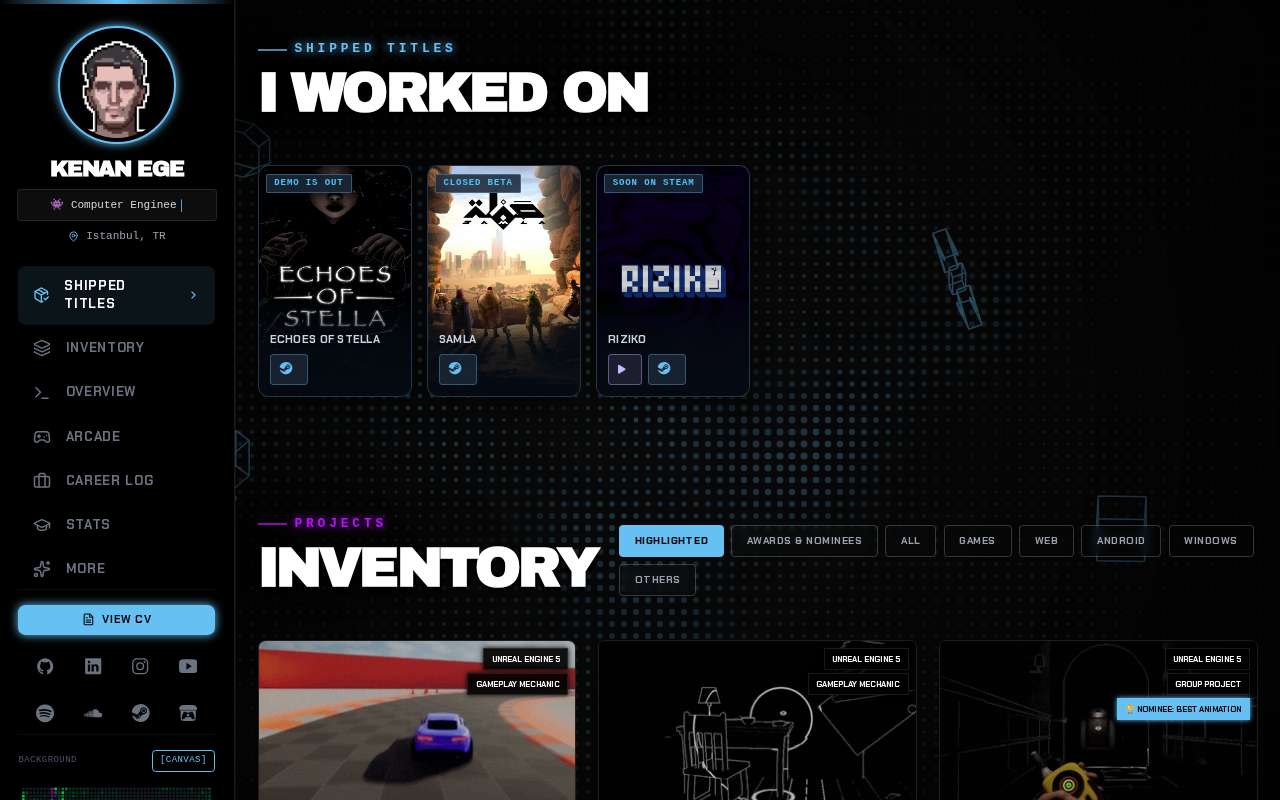 KENAN EGE
👾 Computer Enginee
Istanbul, TR
SHIPPED
TITLES
INVENTORY
OVERVIEW
ARCADE
CAREER LOG
STATS
MORE
VIEW CV
BACKGROUND
[CANVAS]
SHIPPED TITLES
I WORKED ON
DEMO IS OUT
ECHOES
OF
STELLA
ECHOES OF STELLA
CLOSED BETA
SAMLA
SOON ON STEAM
RIZIKO
RIZIKO
PROJECTS
INVENTORY
HIGHLIGHTED
AWARDS & NOMINEES
ALL
GAMES
WEB
ANDROID
WINDOWS
OTHERS
UNREAL ENGINE 5
GAMEPLAY MECHANIC
UNREAL ENGINE 5
GAMEPLAY MECHANIC
UNREAL ENGINE 5
GROUP PROJECT
🏆 NOMINEE: BEST ANIMATION